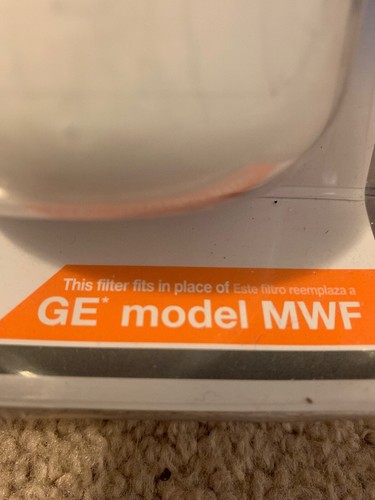 This filter fits in place of Este filtro reemplaza a
GE* model MWF